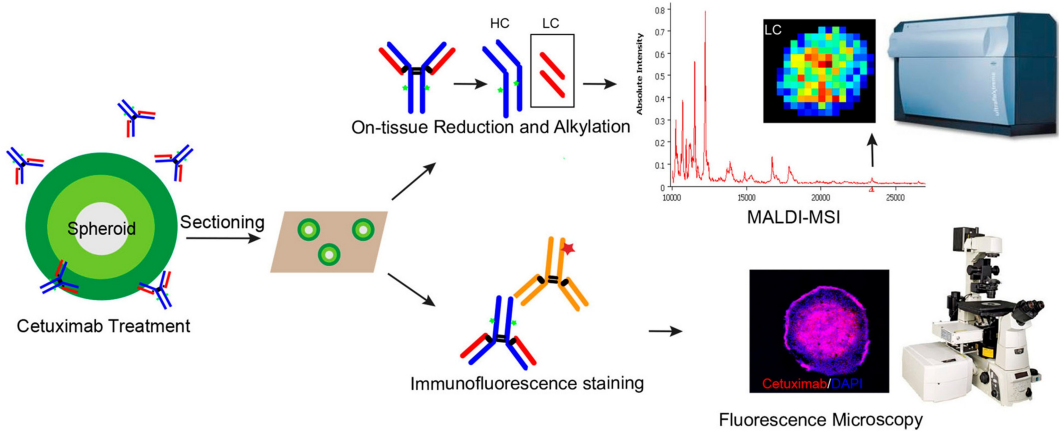 Spheroid
Cetuximab Treatment
Sectioning
HC
LC
On-tissue Reduction and Alkylation
Absolute Intensity
0.8
0.7
0.6
0.5
0.4
0.3
0.2
0.1
0
10000
15000
20000
25000
LC
MALDI-MSI
Immunofluorescence staining
Cetuximab/DAPI
Fluorescence Microscopy